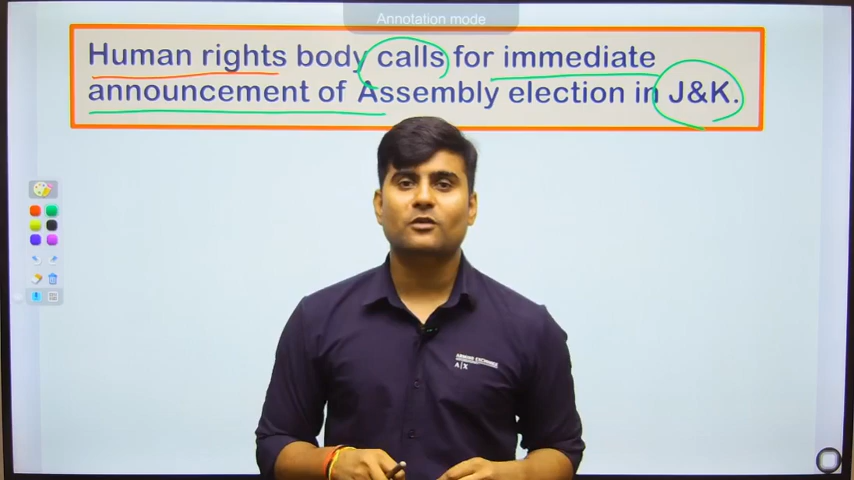 Annotation mode
Human rights body calls for immediate
announcement of Assembly election in J&K.
ARMANI EXCHANGE
A|X